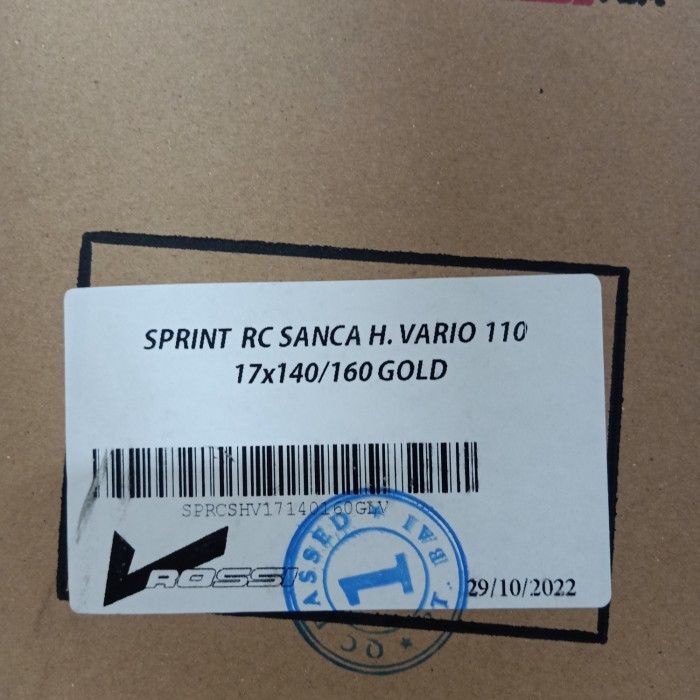 SPRINT RC SANCA H. VARIO 110
17x140/160 GOLD
SPRCSHV17140160GLV
V ROSSI
29/10/2022
QC PASSED
1